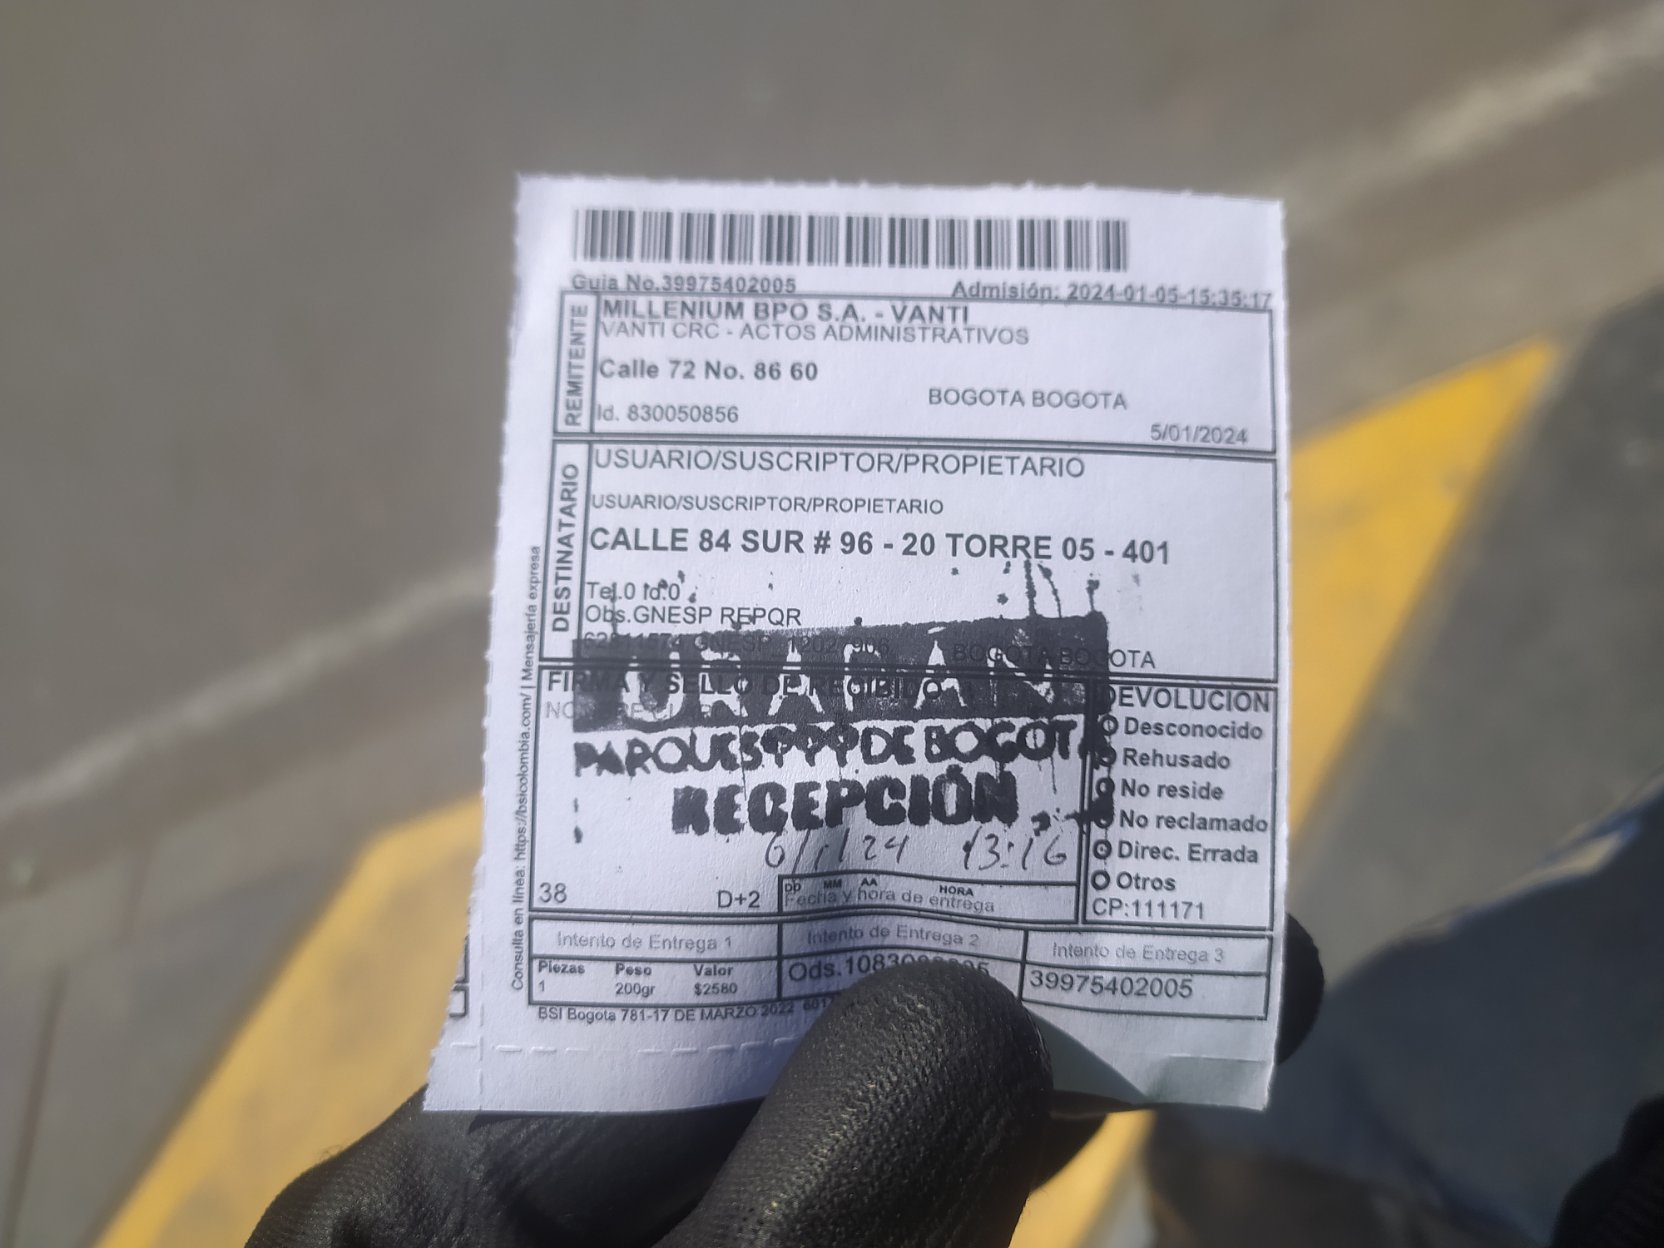 Guia No.39975402005 Admisión: 2024-01-05-15:35:17
REMITENTE
MILLENIUM BPO S.A. - VANTI
VANTI CRC - ACTOS ADMINISTRATIVOS
Calle 72 No. 86 60
BOGOTA BOGOTA
Id. 830050856
5/01/2024
DESTINATARIO
USUARIO/SUSCRIPTOR/PROPIETARIO
USUARIO/SUSCRIPTOR/PROPIETARIO
CALLE 84 SUR # 96 - 20 TORRE 05 - 401
Tel.0 Id.0
Obs.GNESP REPQR
BOGOTA BOGOTA
FIRMA Y SELLO DE RECIBIDO
PARQUES DE BOGOTA
RECEPCIÓN
6/1/24 13:16
DEVOLUCION
Desconocido
Rehusado
No reside
No reclamado
Direc. Errada
Otros
CP:111171
38 D+2
DD MM AA HORA
Fecha y hora de entrega
Intento de Entrega 1 Intento de Entrega 2 Intento de Entrega 3
Piezas Peso Valor
1 200gr $2580
39975402005
BSI Bogota 781-17 DE MARZO 2022
Consulta en línea: https://bsicolombia.com/ | Mensajería expresa